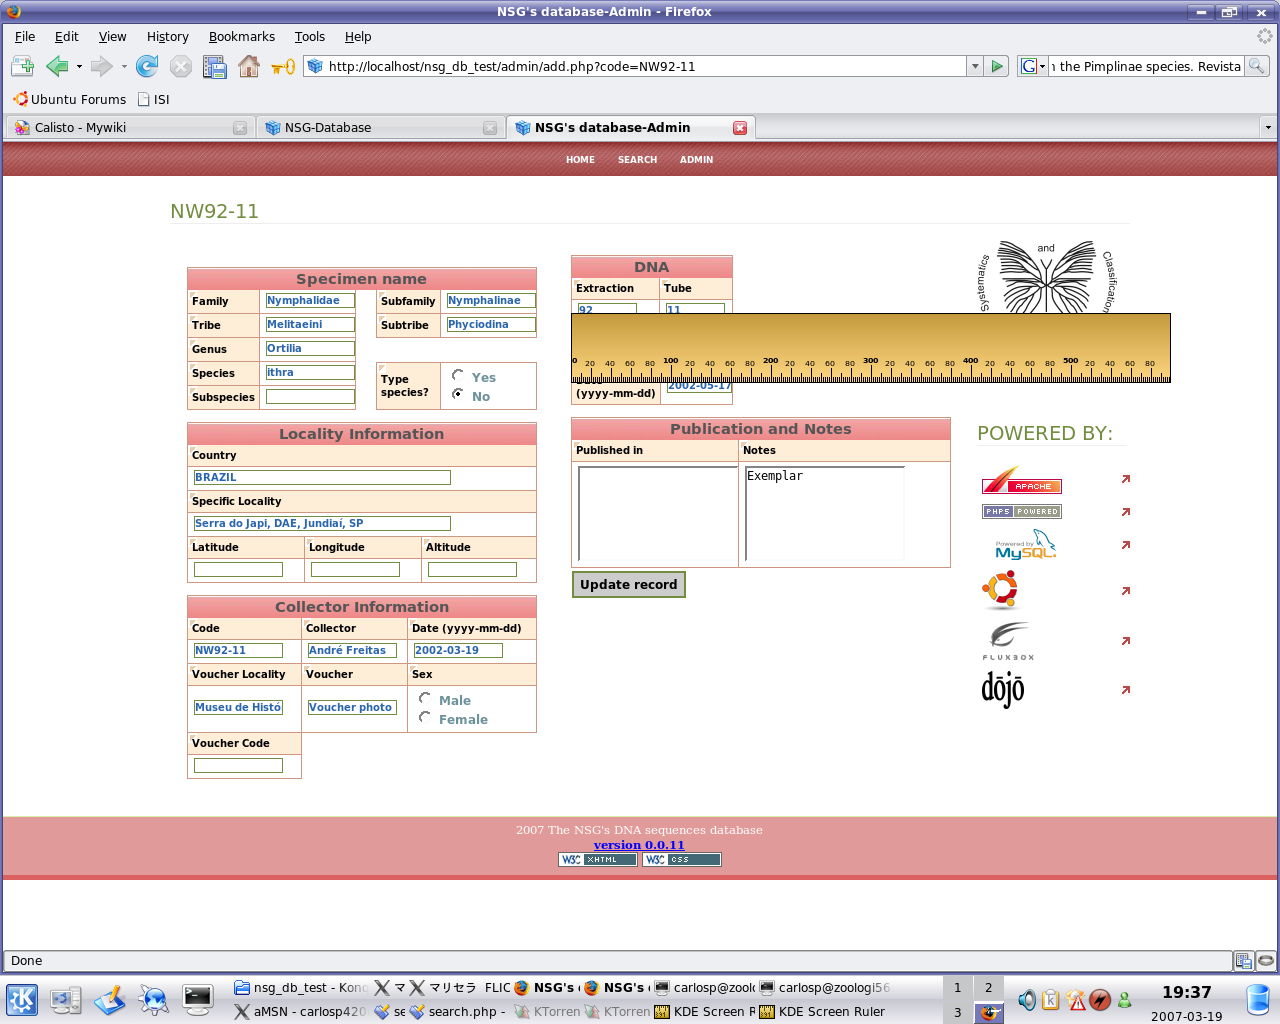 NSG's database-Admin - Firefox
File Edit View History Bookmarks Tools Help
http://localhost/nsg_db_test/admin/add.php?code=NW92-11
the Pimplinae species. Revista
Ubuntu Forums ISI
Calisto - Mywiki NSG-Database NSG's database-Admin
HOME SEARCH ADMIN
NW92-11
Specimen name
Family Nymphalidae Subfamily Nymphalinae
Tribe Melitaeini Subtribe Phyciodina
Genus Ortilia
Species ithra
Subspecies
Type species? Yes
No
Locality Information
Country
BRAZIL
Specific Locality
Serra do Japi, DAE, Jundiaí, SP
Latitude Longitude Altitude
Collector Information
Code Collector Date (yyyy-mm-dd)
NW92-11 André Freitas 2002-03-19
Voucher Locality Voucher Sex
Museu de Histó Voucher photo Male
Female
Voucher Code
DNA
Extraction Tube
92 11
0 20 40 60 80 100 20 40 60 80 200 20 40 60 80 300 20 40 60 80 400 20 40 60 80 500 20 40 60 80
(yyyy-mm-dd) 2002-05-17
Publication and Notes
Published in Notes
Exemplar
Update record
Systematics and Classification
POWERED BY:
APACHE
PHP5 POWERED
Powered by
MySQL
FLUXBOX
dōjō
2007 The NSG's DNA sequences database
version 0.0.11
W3C XHTML W3C CSS
Done
nsg_db_test - Kon マ マリセラ FLIC NSG's NSG's carlosp@zool carlosp@zoologi56
aMSN - carlosp420 se search.php - KTorren KTorren KDE Screen R KDE Screen Ruler
1 2
3
19:37
2007-03-19